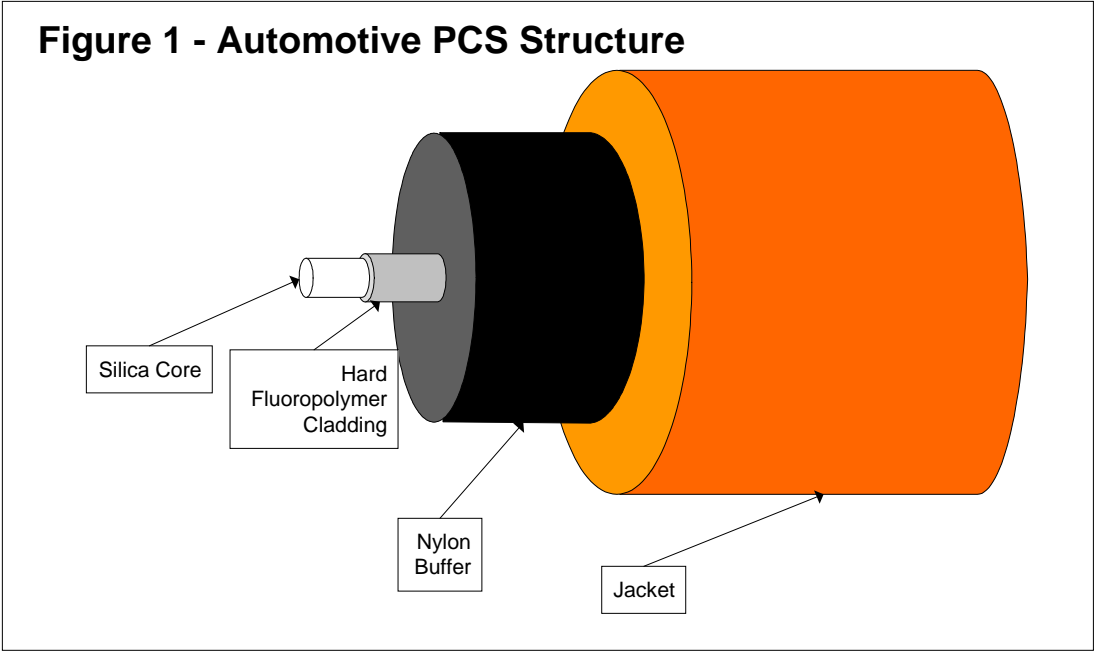 Figure 1 - Automotive PCS Structure
Silica Core
Hard
Fluoropolymer
Cladding
Nylon
Buffer
Jacket